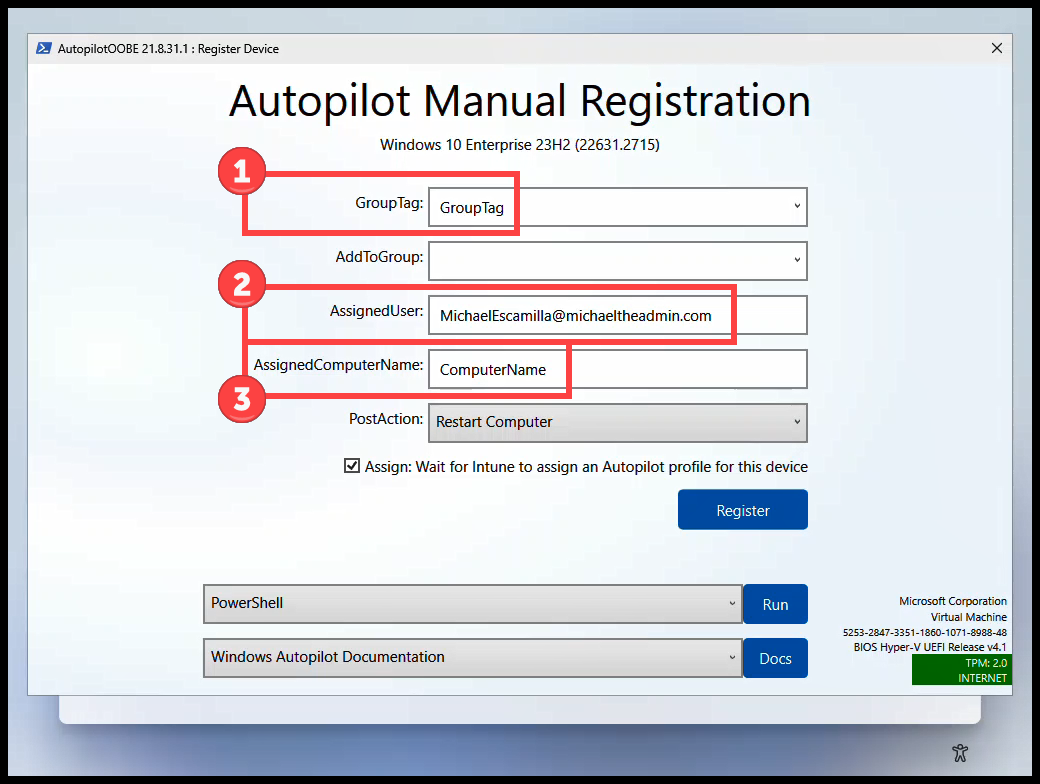 AutopilotOOBE 21.8.31.1 : Register Device
Autopilot Manual Registration
Windows 10 Enterprise 23H2 (22631.2715)
1
GroupTag: GroupTag
AddToGroup:
2
AssignedUser: MichaelEscamilla@michaeltheadmin.com
AssignedComputerName: ComputerName
3
PostAction: Restart Computer
Assign: Wait for Intune to assign an Autopilot profile for this device
Register
PowerShell Run
Windows Autopilot Documentation Docs
Microsoft Corporation
Virtual Machine
5253-2847-3351-1860-1071-8988-48
BIOS Hyper-V UEFI Release v4.1
TPM: 2.0
INTERNET